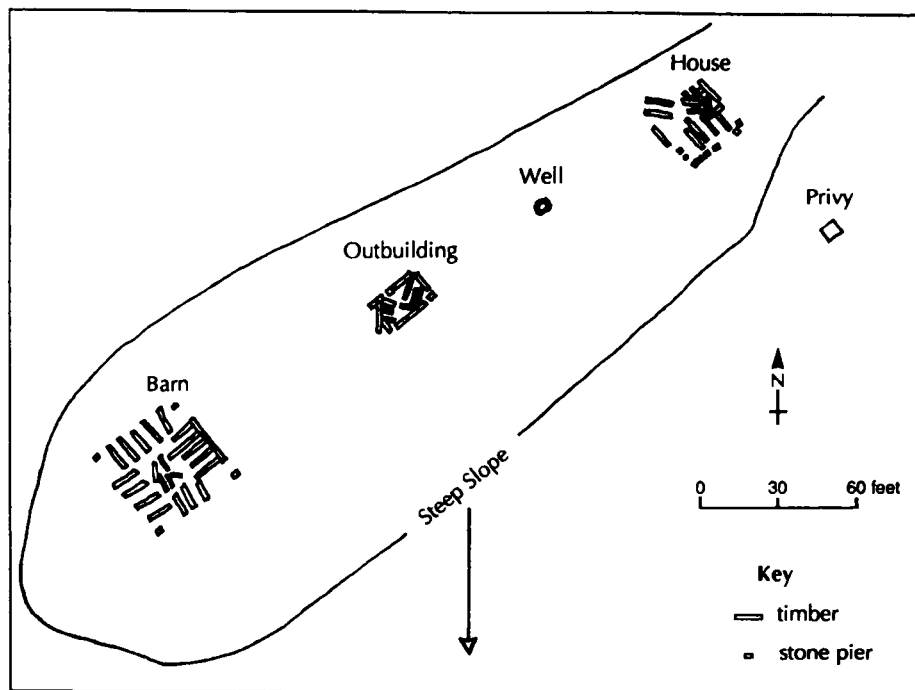 House
Well
Privy
Outbuilding
N
Barn
Steep Slope
0 30 60 feet
Key
timber
stone pier